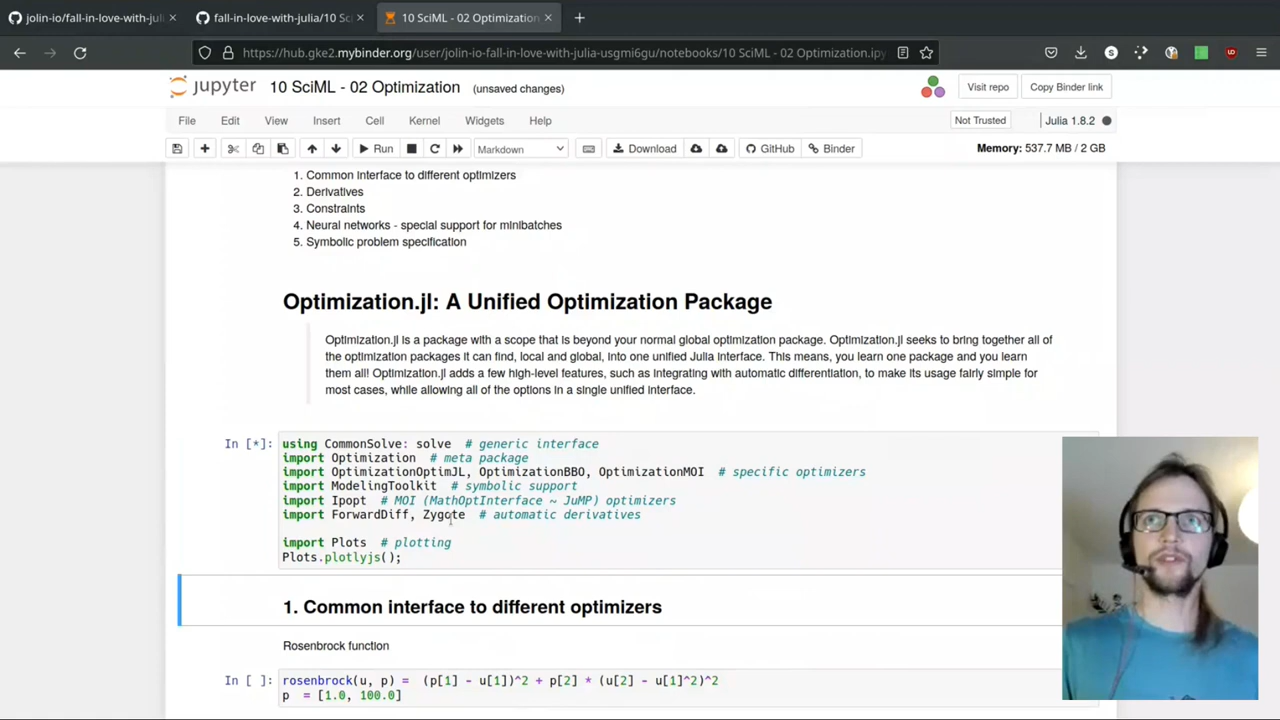 jolin-io/fall-in-love-with-juli
fall-in-love-with-julia/10 S
10 SciML - 02 Optimization
https://hub.gke2.mybinder.org/user/jolin-io-fall-in-love-with-julia-usgmi6gu/notebooks/10 SciML - 02 Optimization.ipy
jupyter 10 SciML - 02 Optimization (unsaved changes)
Visit repo
Copy Binder link
File Edit View Insert Cell Kernel Widgets Help
Not Trusted
Julia 1.8.2
Run
Markdown
Download
GitHub
Binder
Memory: 537.7 MB / 2 GB
1. Common interface to different optimizers
2. Derivatives
3. Constraints
4. Neural networks - special support for minibatches
5. Symbolic problem specification
Optimization.jl: A Unified Optimization Package
Optimization.jl is a package with a scope that is beyond your normal global optimization package. Optimization.jl seeks to bring together all of
the optimization packages it can find, local and global, into one unified Julia interface. This means, you learn one package and you learn
them all! Optimization.jl adds a few high-level features, such as integrating with automatic differentiation, to make its usage fairly simple for
most cases, while allowing all of the options in a single unified interface.
In [*]: using CommonSolve: solve # generic interface
import Optimization # meta package
import OptimizationOptimJL, OptimizationBBO, OptimizationMOI # specific optimizers
import ModelingToolkit # symbolic support
import Ipopt # MOI (MathOptInterface ~ JuMP) optimizers
import ForwardDiff, Zygote # automatic derivatives
import Plots # plotting
Plots.plotlyjs();
1. Common interface to different optimizers
Rosenbrock function
In [ ]: rosenbrock(u, p) = (p[1] - u[1])^2 + p[2] * (u[2] - u[1]^2)^2
p = [1.0, 100.0]